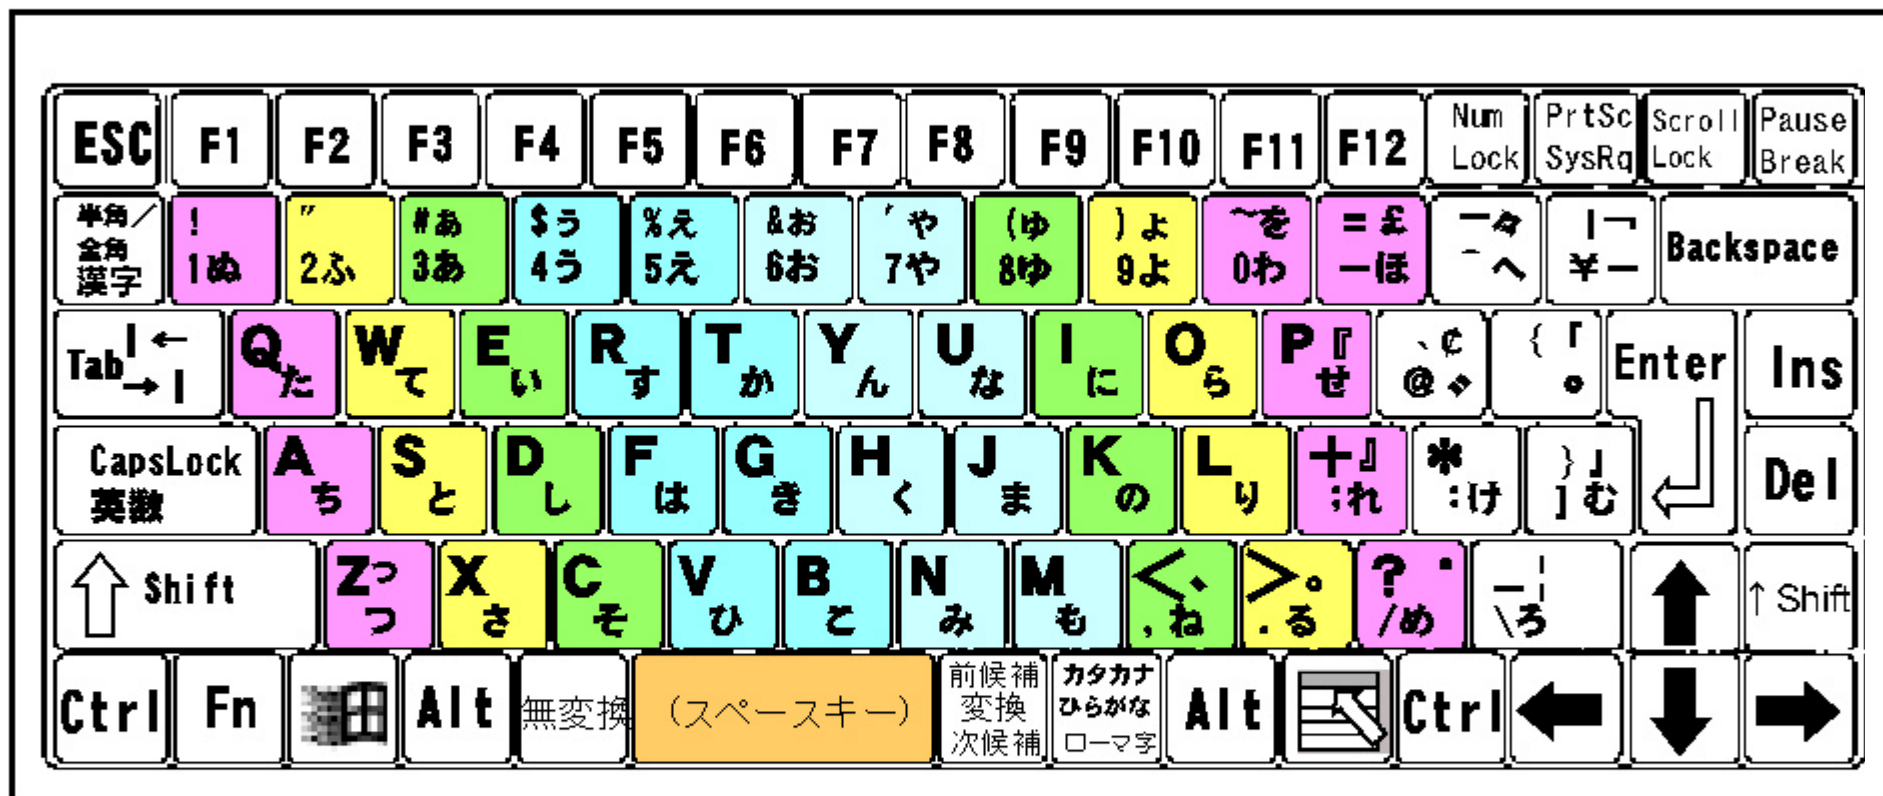 ESC F1 F2 F3 F4 F5 F6 F7 F8 F9 F10 F11 F12 Num Lock PrtSc SysRq Scroll Lock Pause Break
半角/全角 漢字 ! 1ぬ " 2ふ #ぁ 3あ $ぅ 4う %ぇ 5え &ぉ 6お ' ゃ 7や (ゅ 8ゆ )ょ 9よ ~を 0わ =£ ーほ ー々 ^へ |¬ ¥ー Backspace
Tab |← →| Q た W て E い R す T か Y ん U な I に O ら P『 せ `¢ @゛ {「 ゜ Enter Ins
CapsLock 英数 A ち S と D し F は G き H く J ま K の L り +』 ;れ * :け }」 ]む Del
Shift Zっ つ X さ C そ V ひ B こ N み M も <、 ,ね >。 .る ?・ /め _¦ \ろ ↑ ↑ Shift
Ctrl Fn Alt 無変換 (スペースキー) 前候補 変換 次候補 カタカナ ひらがな ローマ字 Alt Ctrl ← ↓ →